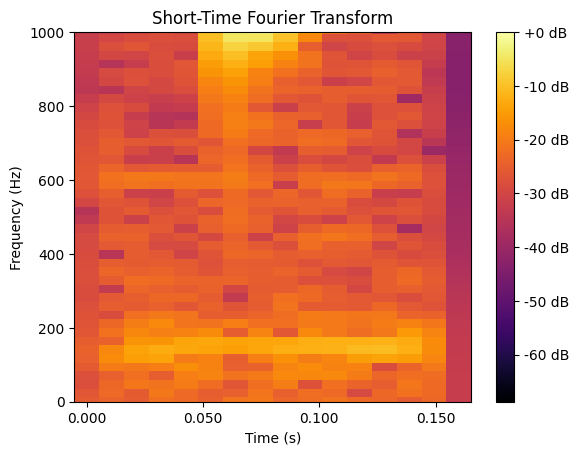 Short-Time Fourier Transform
1000
800
600
400
200
0
Frequency (Hz)
0.000
0.050
0.100
0.150
Time (s)
+0 dB
-10 dB
-20 dB
-30 dB
-40 dB
-50 dB
-60 dB